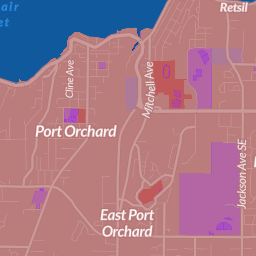 air
et
Retsil
Cline Ave
Mitchell Ave
Port Orchard
Jackson Ave SE
East Port
Orchard